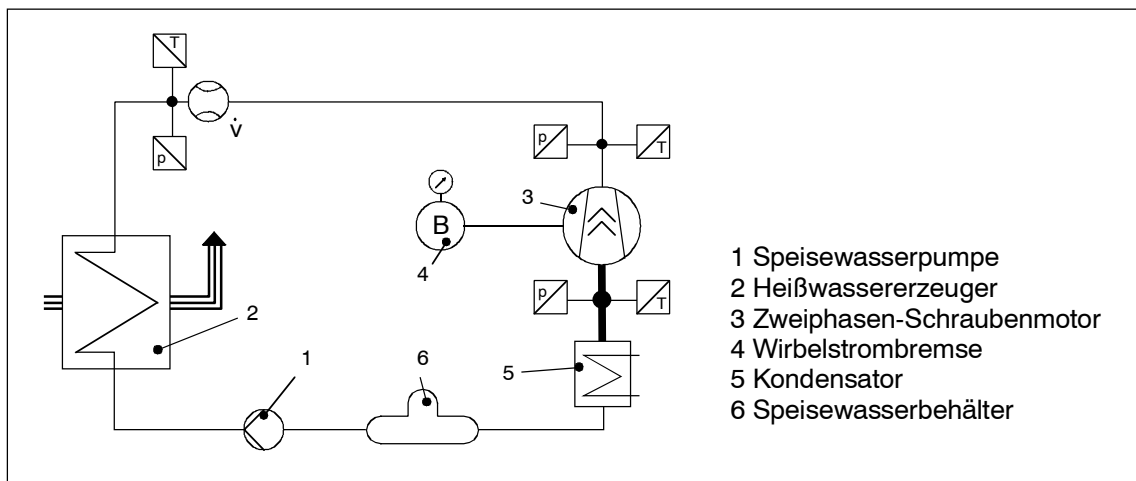 T
V̇
p
p
T
3
B
4
p
T
2
5
1
6
1 Speisewasserpumpe
2 Heißwassererzeuger
3 Zweiphasen-Schraubenmotor
4 Wirbelstrombremse
5 Kondensator
6 Speisewasserbehälter